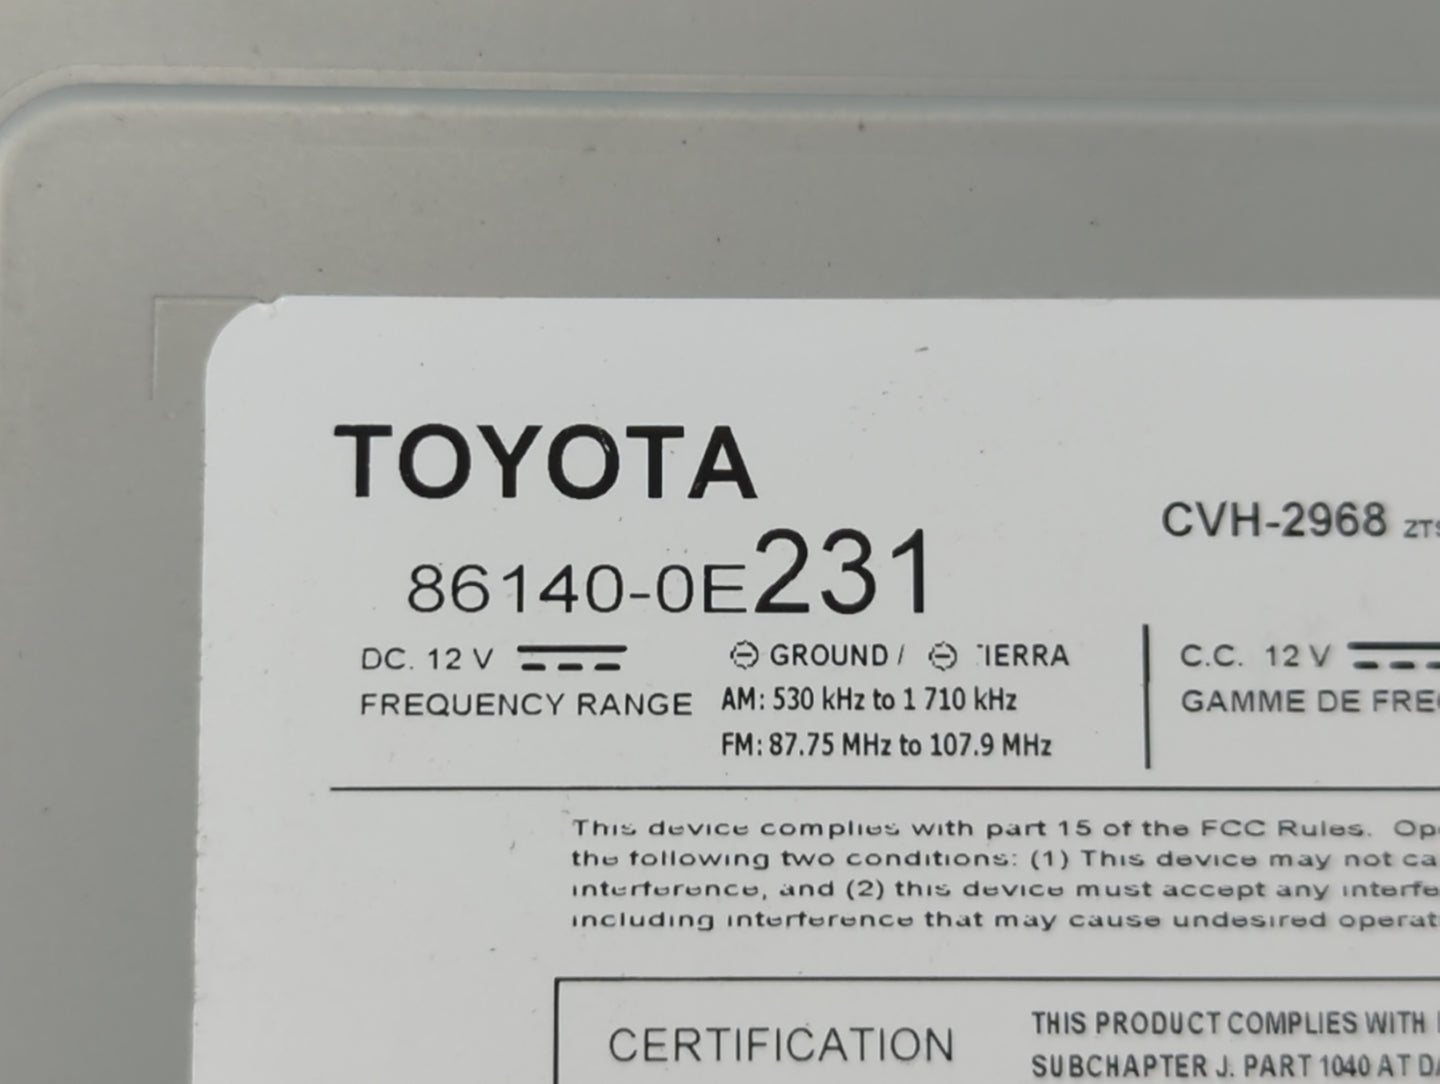 TOYOTA
CVH-2968
86140-0E231
DC. 12 V GROUND / TIERRA C.C. 12 V
FREQUENCY RANGE AM: 530 kHz to 1 710 kHz GAMME DE
FM: 87.75 MHz to 107.9 MHz
This device complies with part 15 of the FCC Rules.
the following two conditions: (1) This device may not
interference, and (2) this device must accept any
including interference that may cause undesired
CERTIFICATION THIS PRODUCT COMPLIES WITH
SUBCHAPTER J. PART 1040 AT